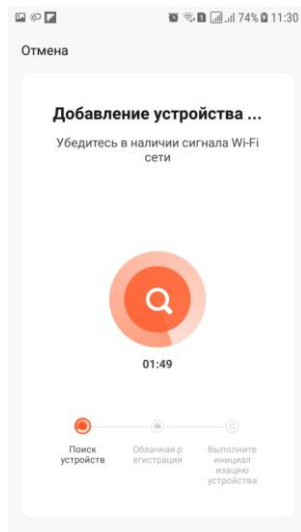 74% 11:30
Отмена
Добавление устройства ...
Убедитесь в наличии сигнала Wi-Fi
сети
01:49
Поиск
устройств
Облачная р
егистрация
Выполните
инициал
изацию
устройства